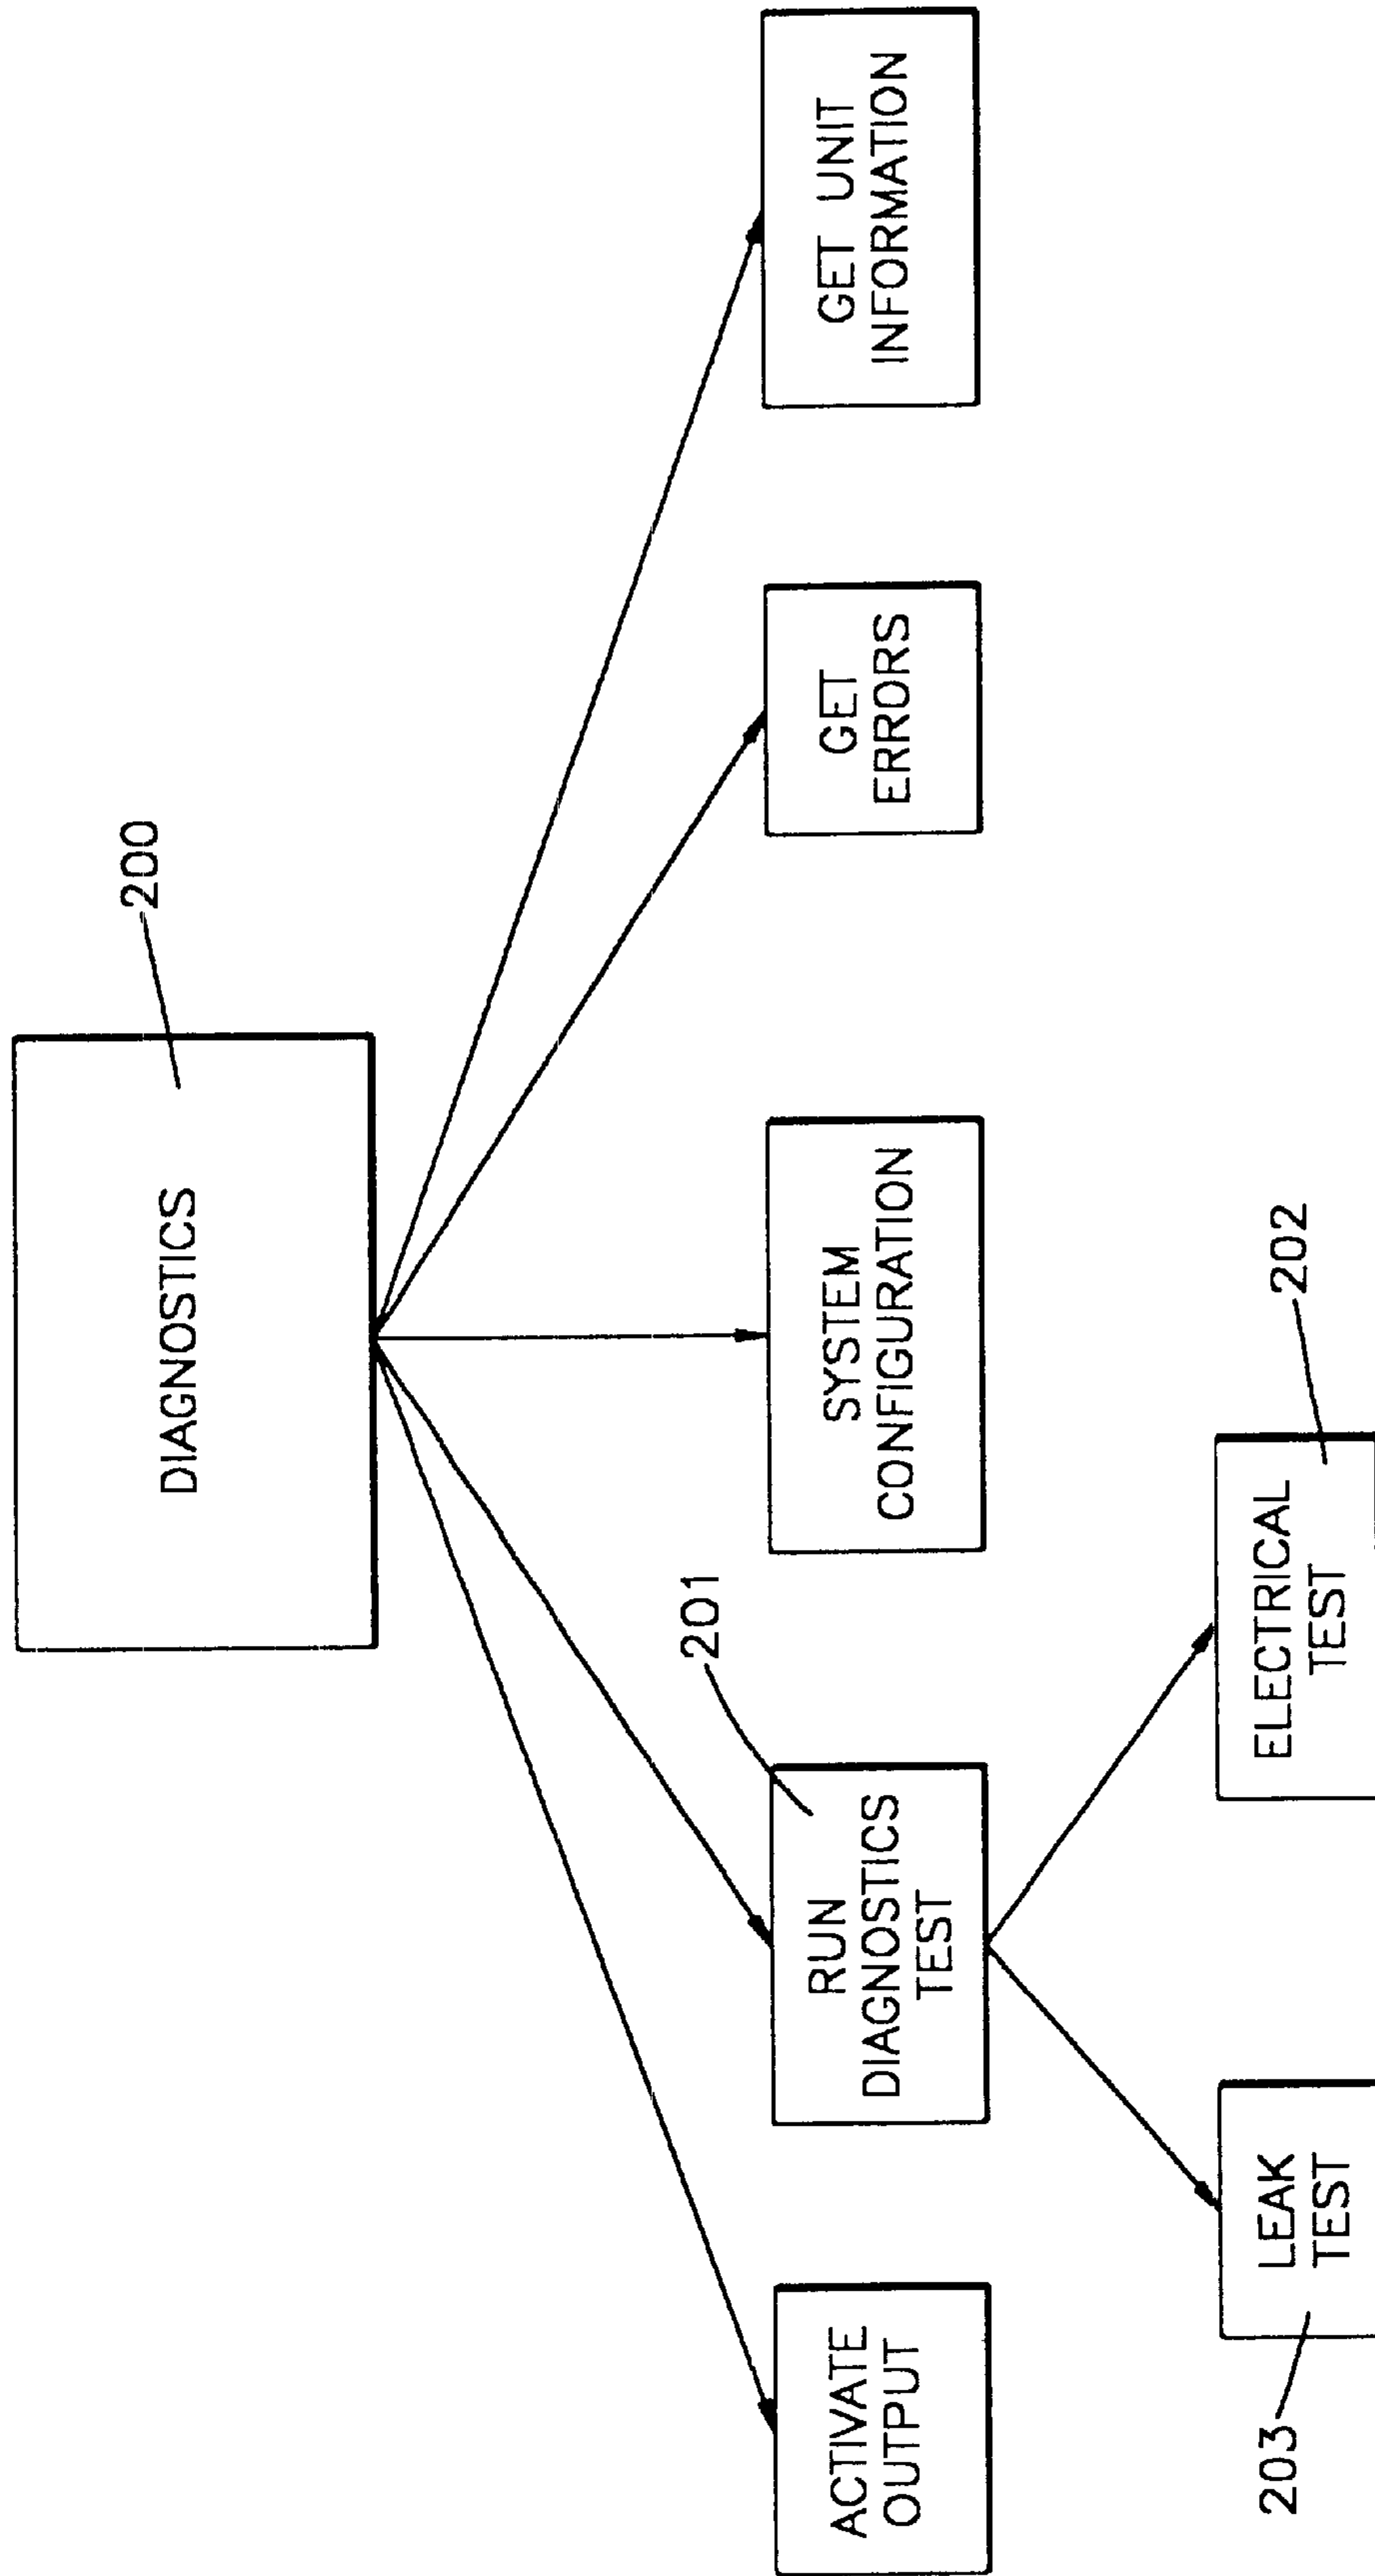 DIAGNOSTICS
200
ACTIVATE
OUTPUT
201
RUN
DIAGNOSTICS
TEST
SYSTEM
CONFIGURATION
GET
ERRORS
GET UNIT
INFORMATION
203
LEAK
TEST
ELECTRICAL
TEST
202